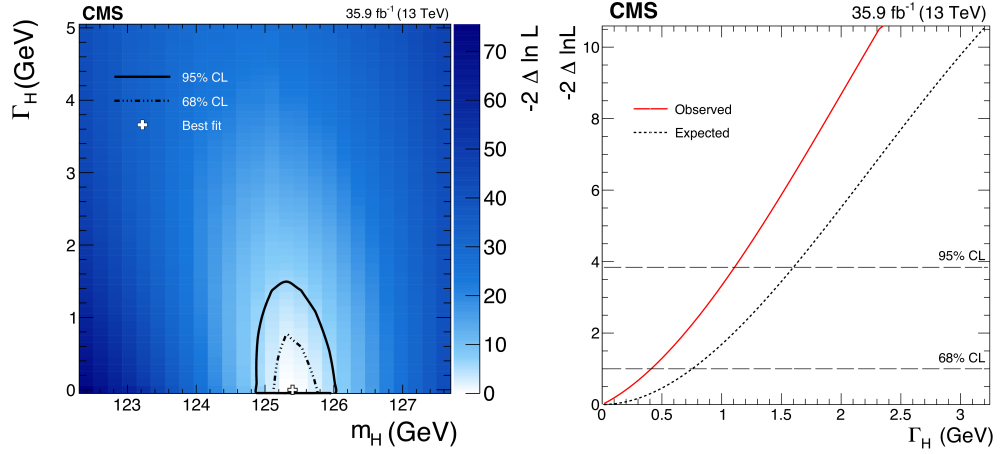 CMS 35.9 fb⁻¹ (13 TeV)
Γ_H (GeV)
5
4
3
2
1
0
95% CL
68% CL
Best fit
123 124 125 126 127
m_H (GeV)
-2 Δ ln L
70
60
50
40
30
20
10
0
CMS 35.9 fb⁻¹ (13 TeV)
-2 Δ lnL
10
8
6
4
2
0
Observed
Expected
95% CL
68% CL
0 0.5 1 1.5 2 2.5 3
Γ_H (GeV)